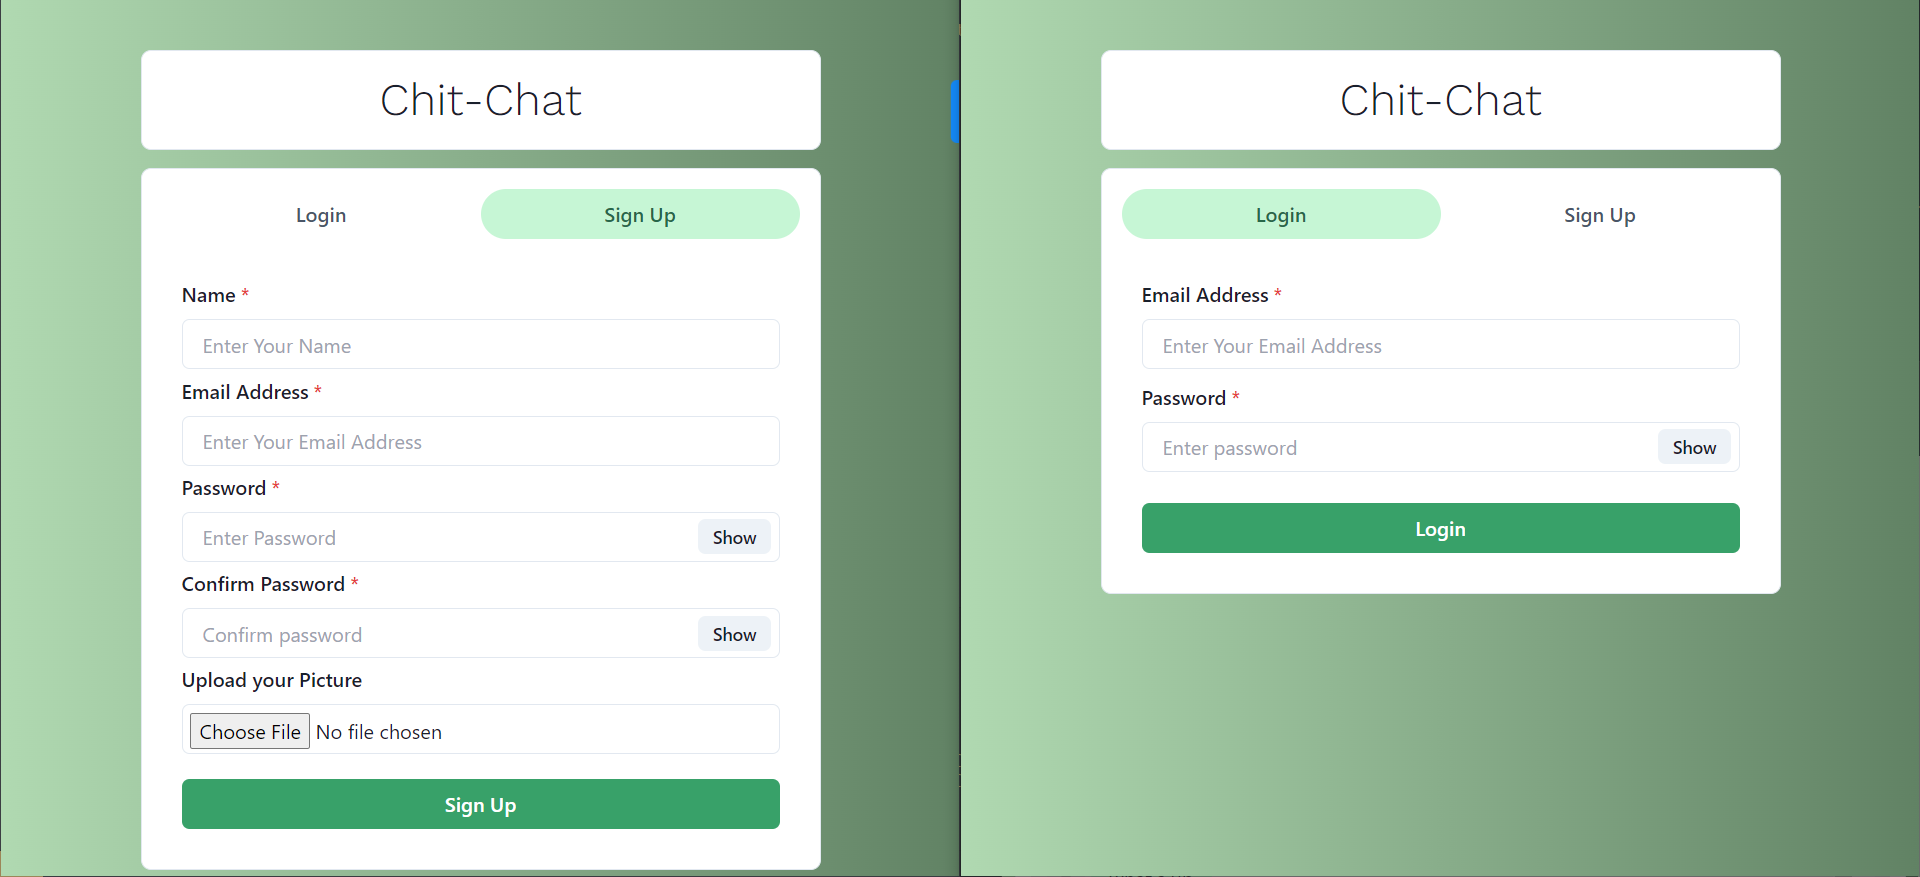 Chit-Chat
Login Sign Up
Name *
Enter Your Name
Email Address *
Enter Your Email Address
Password *
Enter Password Show
Confirm Password *
Confirm password Show
Upload your Picture
Choose File No file chosen
Sign Up
Chit-Chat
Login Sign Up
Email Address *
Enter Your Email Address
Password *
Enter password Show
Login